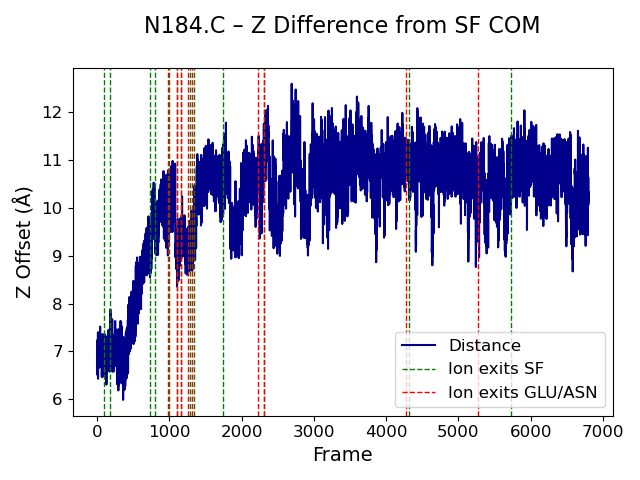 N184.C – Z Difference from SF COM
Z Offset (Å)
12
11
10
9
8
7
6
Distance
Ion exits SF
Ion exits GLU/ASN
0
1000
2000
3000
4000
5000
6000
7000
Frame